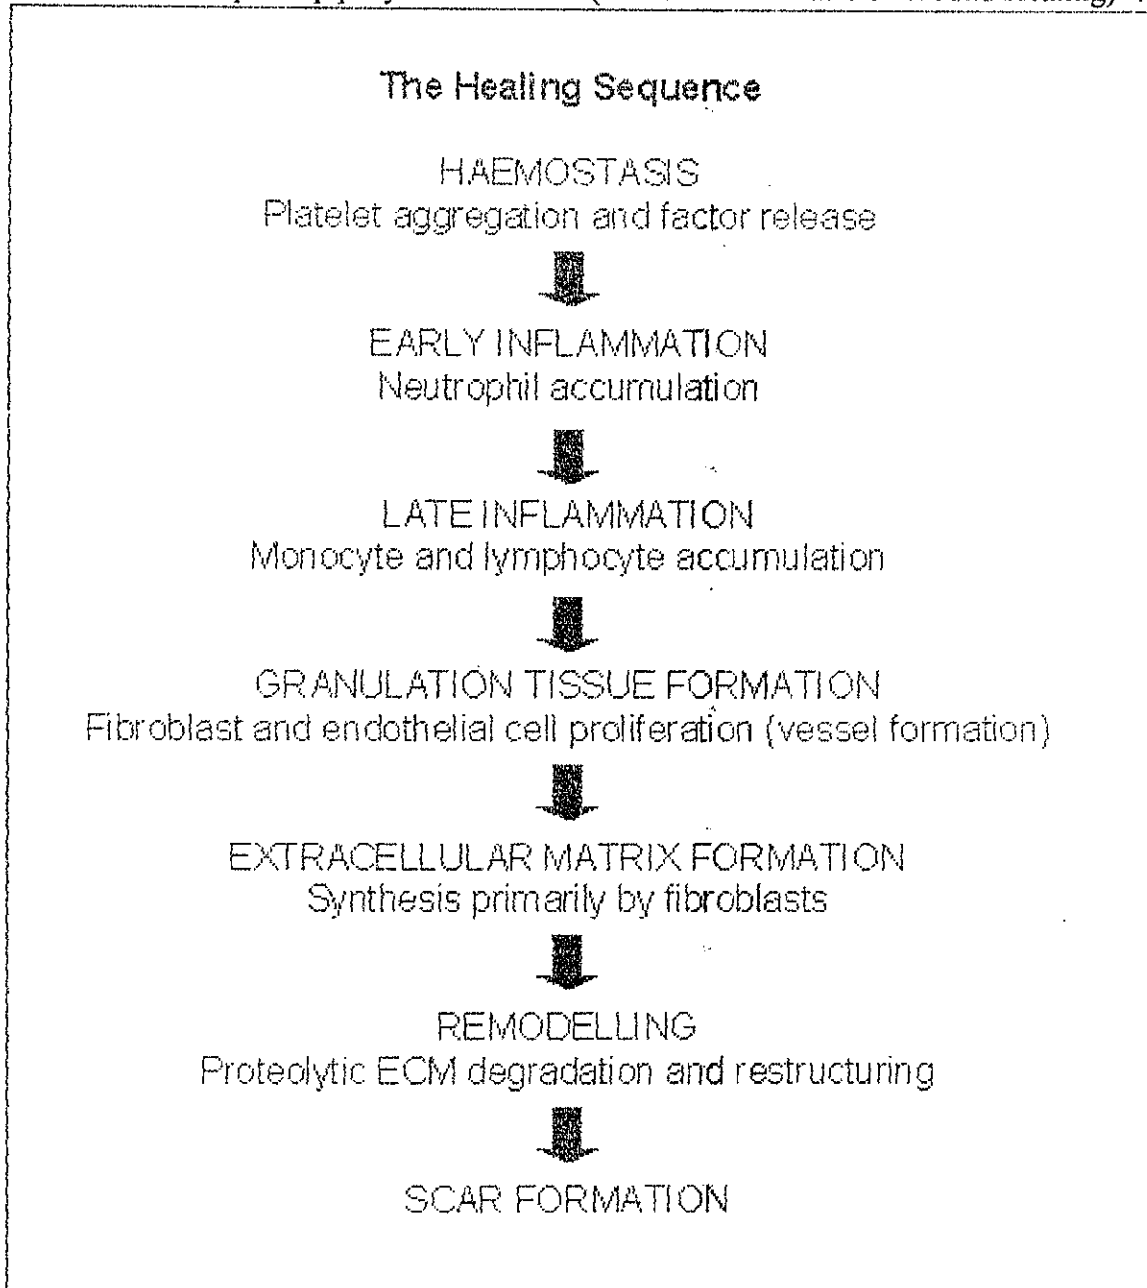 The Healing Sequence
HAEMOSTASIS
Platelet aggregation and factor release
EARLY INFLAMMATION
Neutrophil accumulation
LATE INFLAMMATION
Monocyte and lymphocyte accumulation
GRANULATION TISSUE FORMATION
Fibroblast and endothelial cell proliferation (vessel formation)
EXTRACELLULAR MATRIX FORMATION
Synthesis primarily by fibroblasts
REMODELLING
Proteolytic ECM degradation and restructuring
SCAR FORMATION